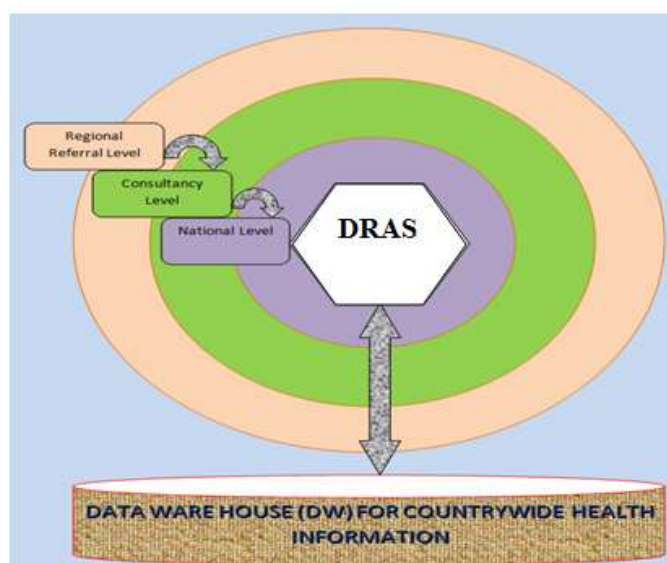 Regional
Referral Level
Consultancy
Level
National Level
DRAS
DATA WARE HOUSE (DW) FOR COUNTRYWIDE HEALTH
INFORMATION